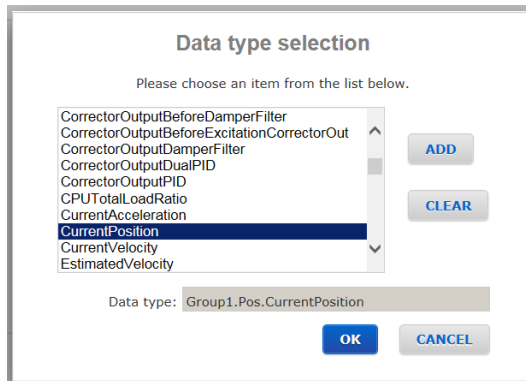 Data type selection
Please choose an item from the list below.
CorrectorOutputBeforeDamperFilter
CorrectorOutputBeforeExcitationCorrectorOut
CorrectorOutputDamperFilter
CorrectorOutputDualPID
CorrectorOutputPID
CPUTotalLoadRatio
CurrentAcceleration
CurrentPosition
CurrentVelocity
EstimatedVelocity
ADD
CLEAR
Data type: Group1.Pos.CurrentPosition
OK CANCEL